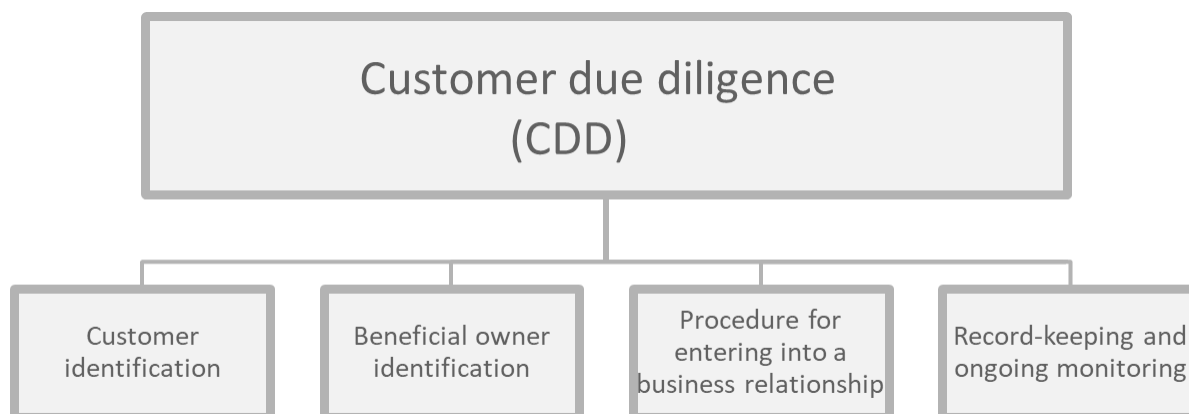 Customer due diligence
(CDD)
Customer
identification
Beneficial owner
identification
Procedure for
entering into a
business relationship
Record-keeping and
ongoing monitoring